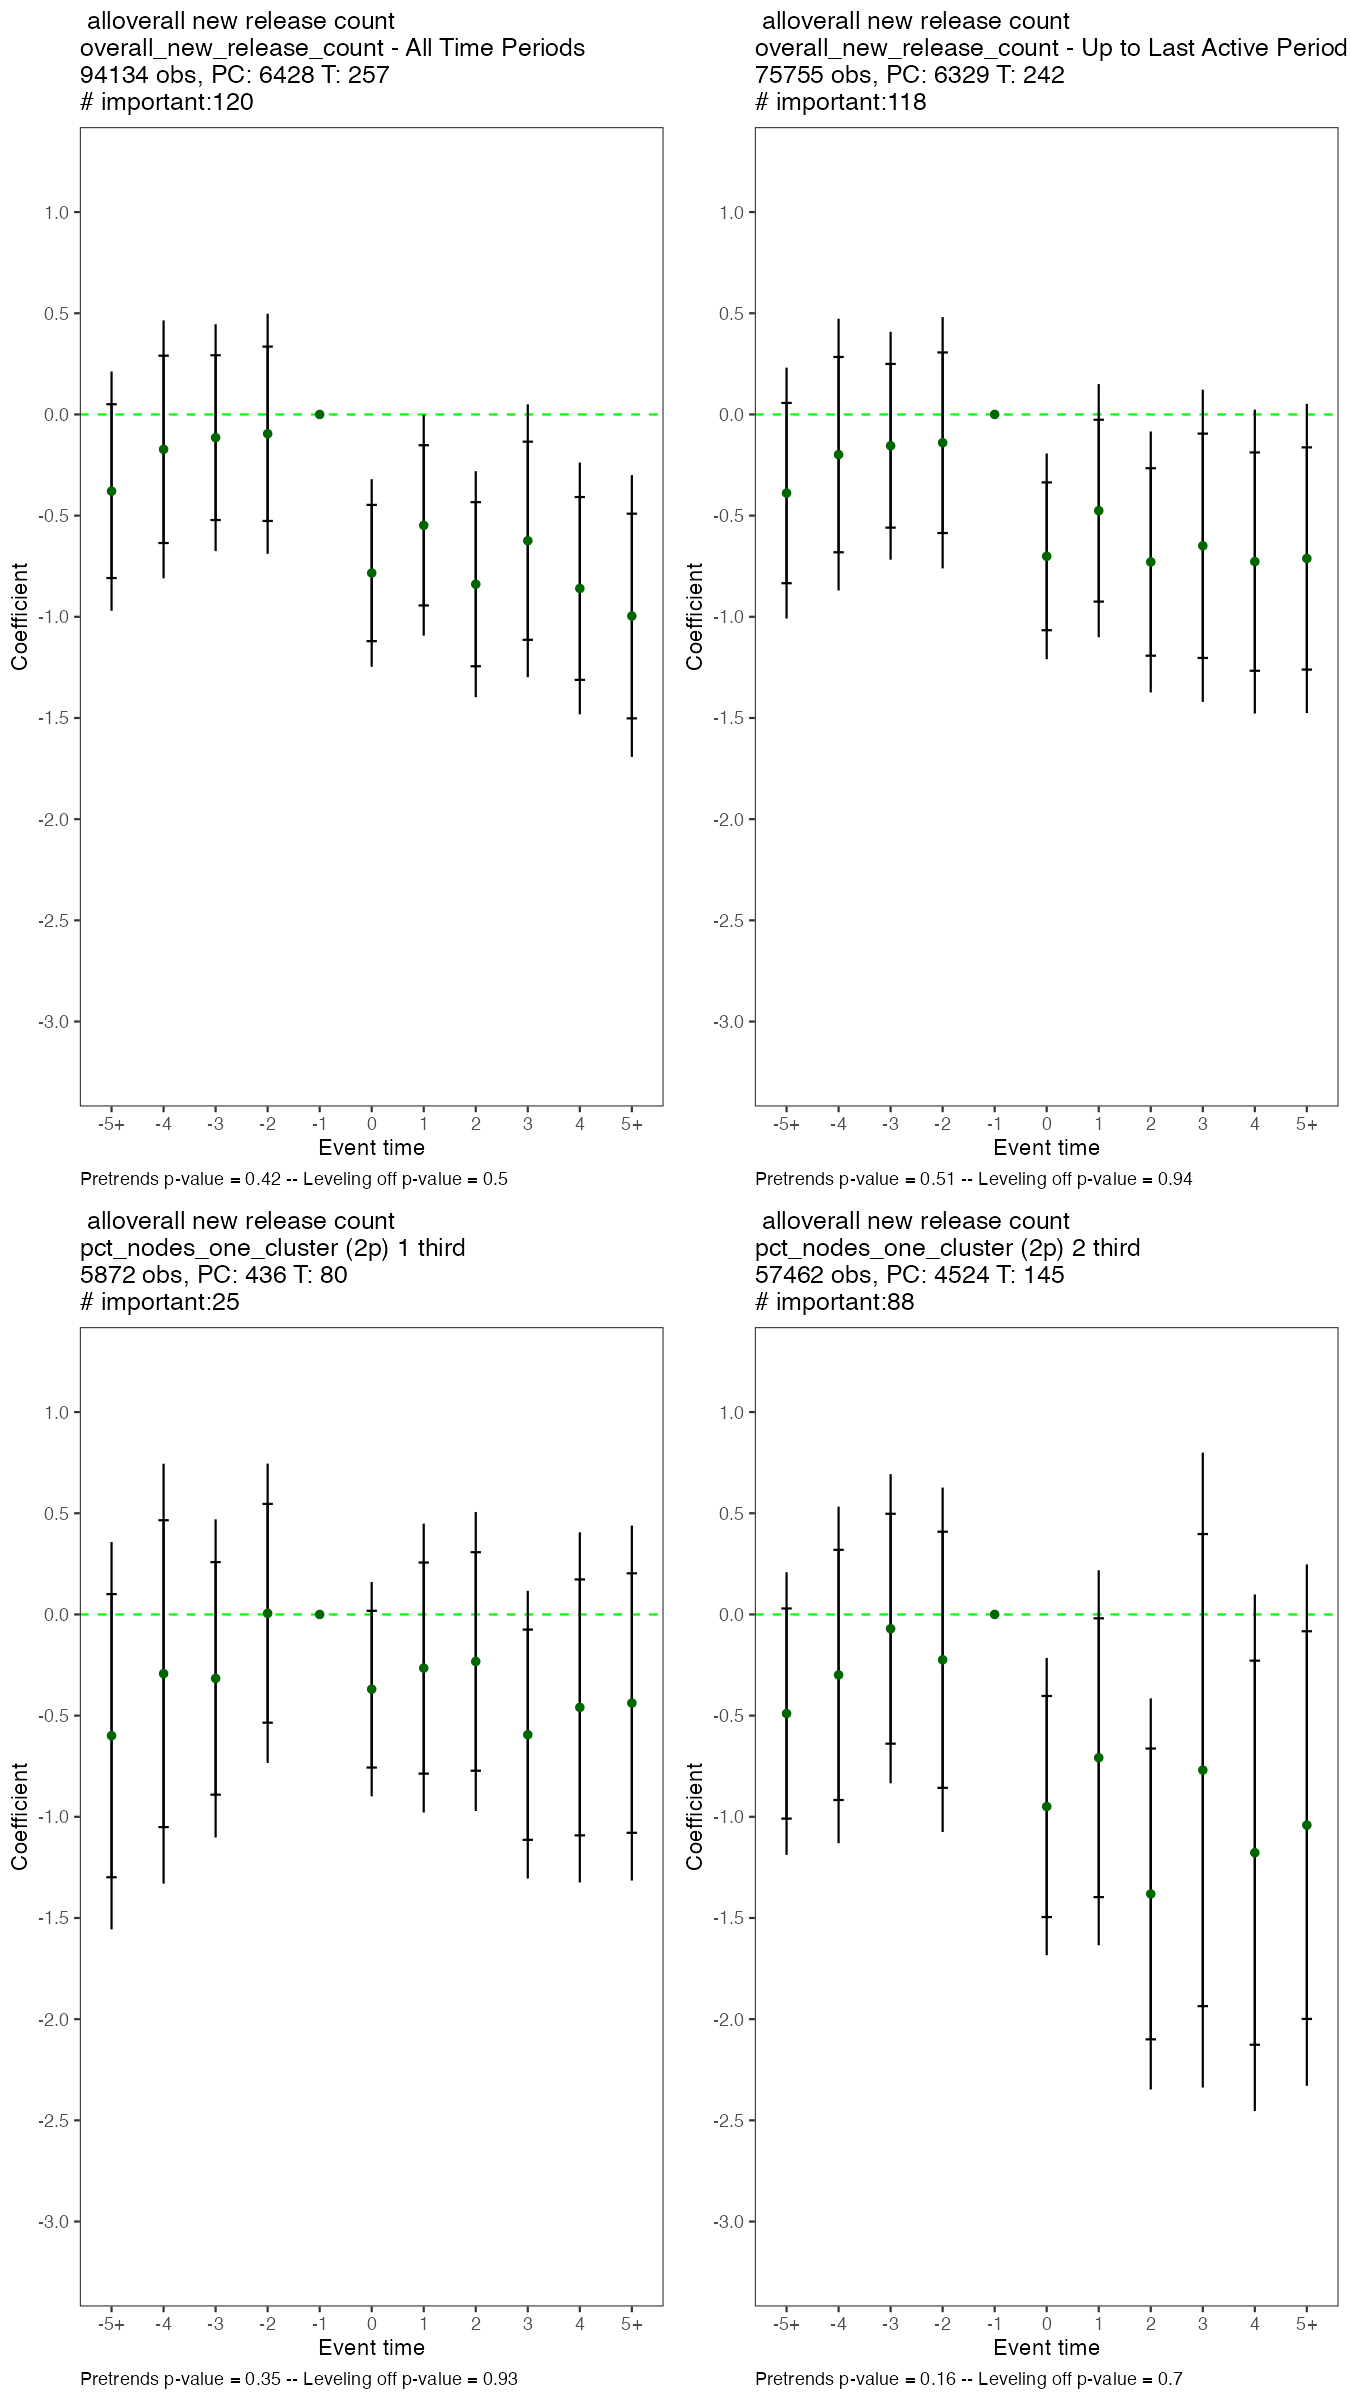 alloverall new release count
overall_new_release_count - All Time Periods
94134 obs, PC: 6428 T: 257
# important:120
1.0
0.5
0.0
-0.5
-1.0
-1.5
-2.0
-2.5
-3.0
Coefficient
-5+ -4 -3 -2 -1 0 1 2 3 4 5+
Event time
Pretrends p-value = 0.42 -- Leveling off p-value = 0.5
alloverall new release count
overall_new_release_count - Up to Last Active Period
75755 obs, PC: 6329 T: 242
# important:118
1.0
0.5
0.0
-0.5
-1.0
-1.5
-2.0
-2.5
-3.0
Coefficient
-5+ -4 -3 -2 -1 0 1 2 3 4 5+
Event time
Pretrends p-value = 0.51 -- Leveling off p-value = 0.94
alloverall new release count
pct_nodes_one_cluster (2p) 1 third
5872 obs, PC: 436 T: 80
# important:25
1.0
0.5
0.0
-0.5
-1.0
-1.5
-2.0
-2.5
-3.0
Coefficient
-5+ -4 -3 -2 -1 0 1 2 3 4 5+
Event time
Pretrends p-value = 0.35 -- Leveling off p-value = 0.93
alloverall new release count
pct_nodes_one_cluster (2p) 2 third
57462 obs, PC: 4524 T: 145
# important:88
1.0
0.5
0.0
-0.5
-1.0
-1.5
-2.0
-2.5
-3.0
Coefficient
-5+ -4 -3 -2 -1 0 1 2 3 4 5+
Event time
Pretrends p-value = 0.16 -- Leveling off p-value = 0.7